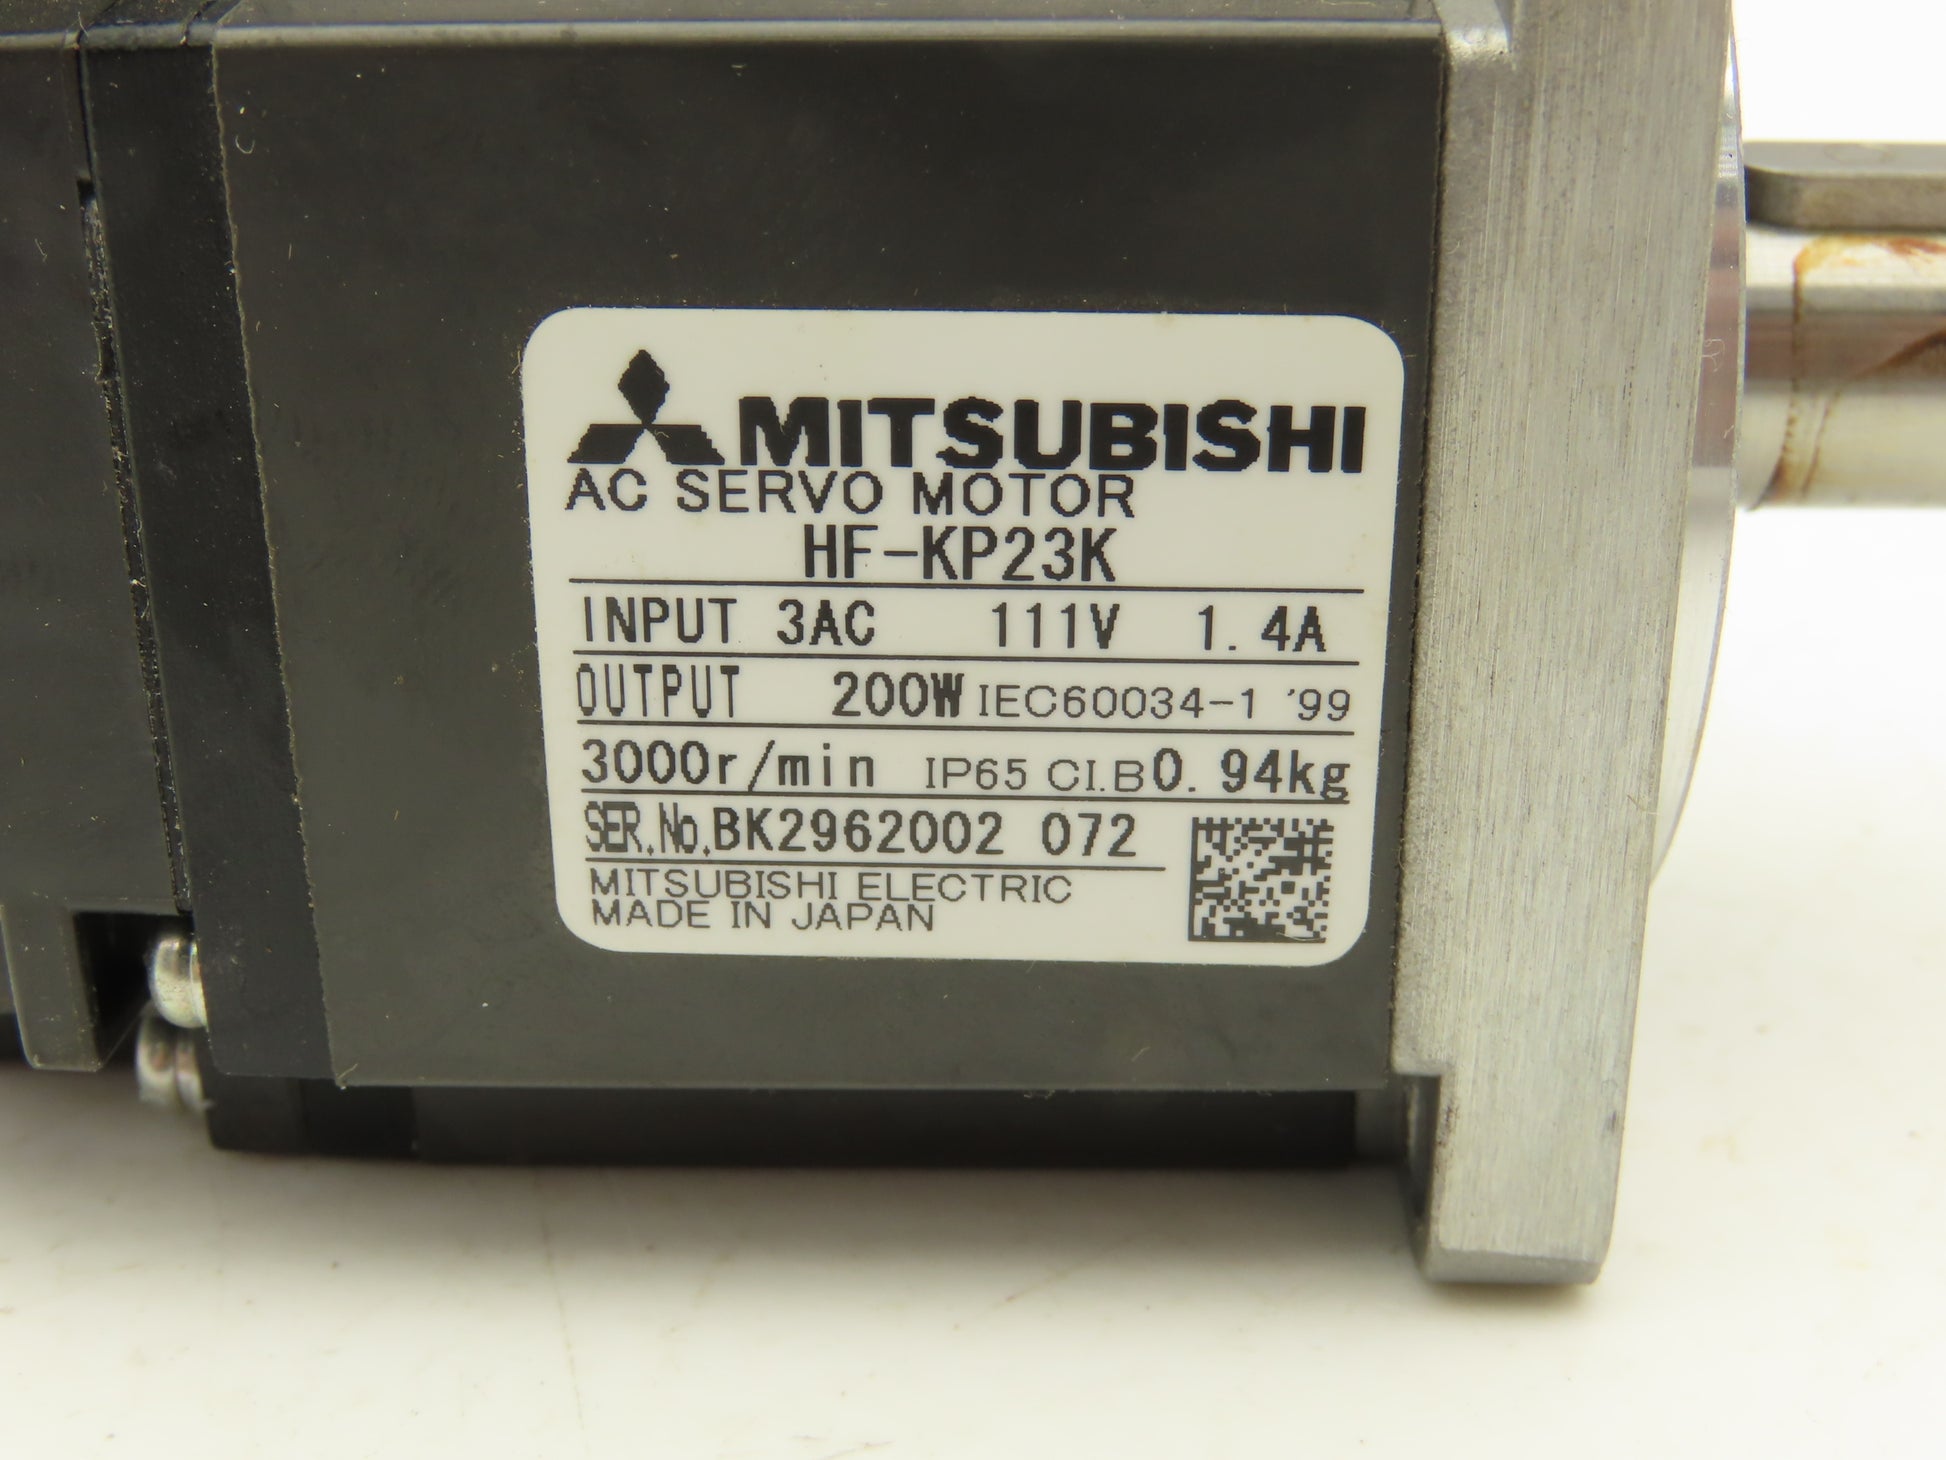 MITSUBISHI
AC SERVO MOTOR
HF-KP23K
INPUT 3AC 111V 1.4A
OUTPUT 200W IEC60034-1 '99
3000r/min IP65 CI.B 0.94kg
SER.No.BK2962002 072
MITSUBISHI ELECTRIC
MADE IN JAPAN